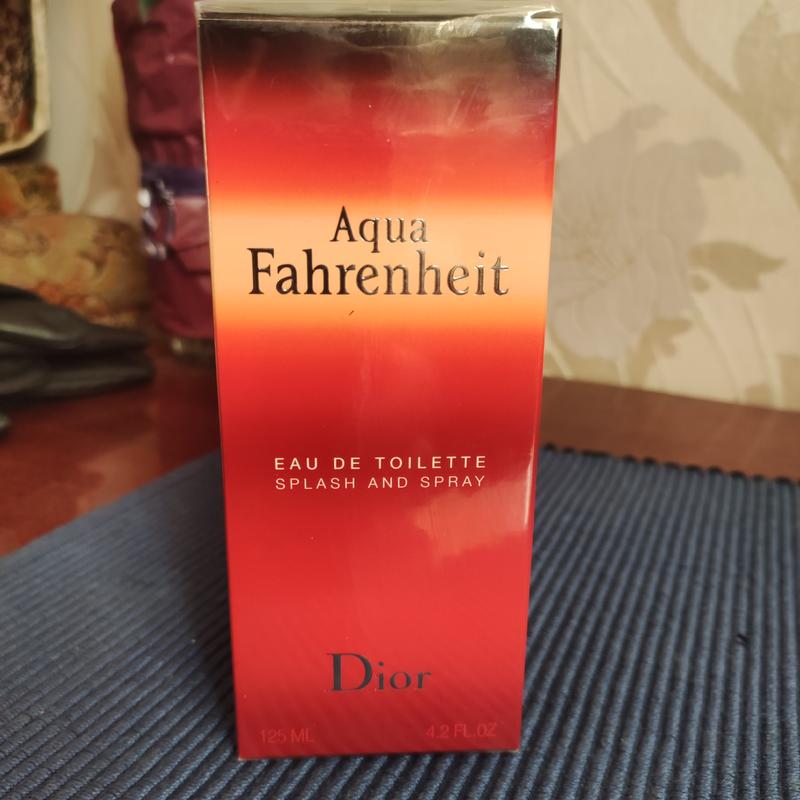 Aqua
Fahrenheit
EAU DE TOILETTE
SPLASH AND SPRAY
Dior
125 ML 4.2 FL.OZ